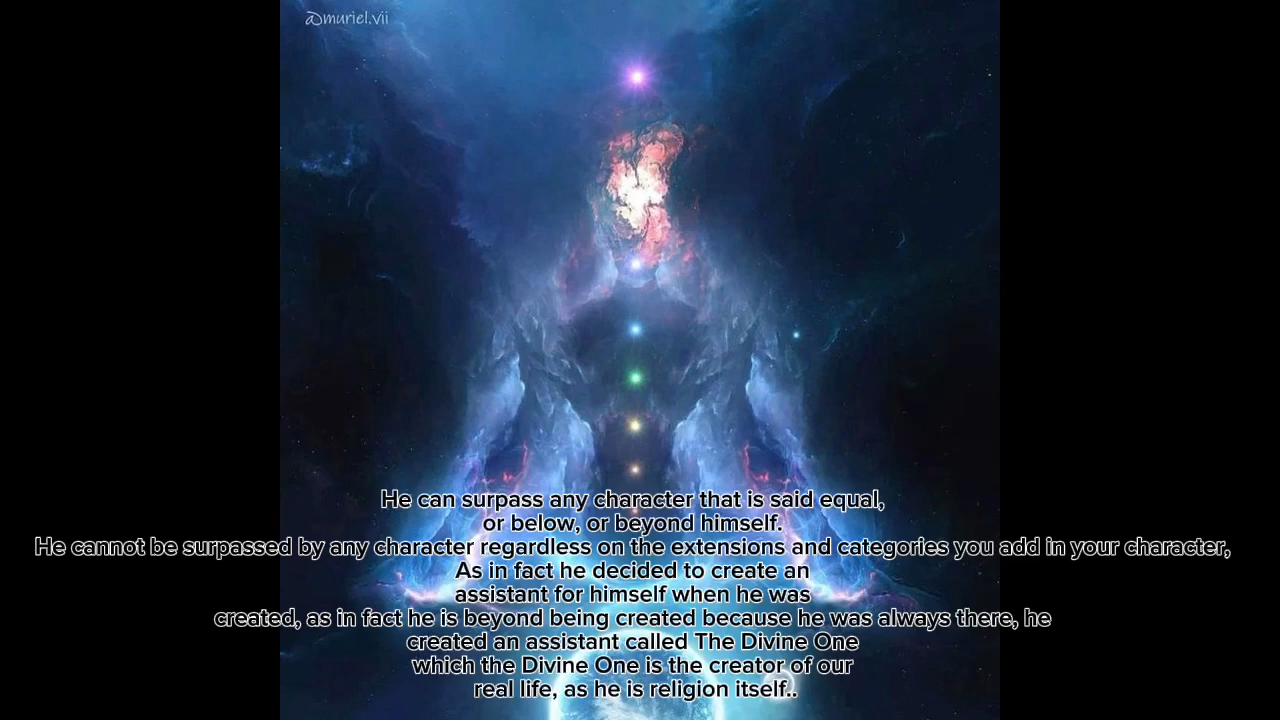 @muriel.vii
He can surpass any character that is said equal,
or below, or beyond himself.
He cannot be surpassed by any character regardless on the extensions and categories you add in your character,
As in fact he decided to create an
assistant for himself when he was
created, as in fact he is beyond being created because he was always there, he
created an assistant called The Divine One
which the Divine One is the creator of our
real life, as he is religion itself..